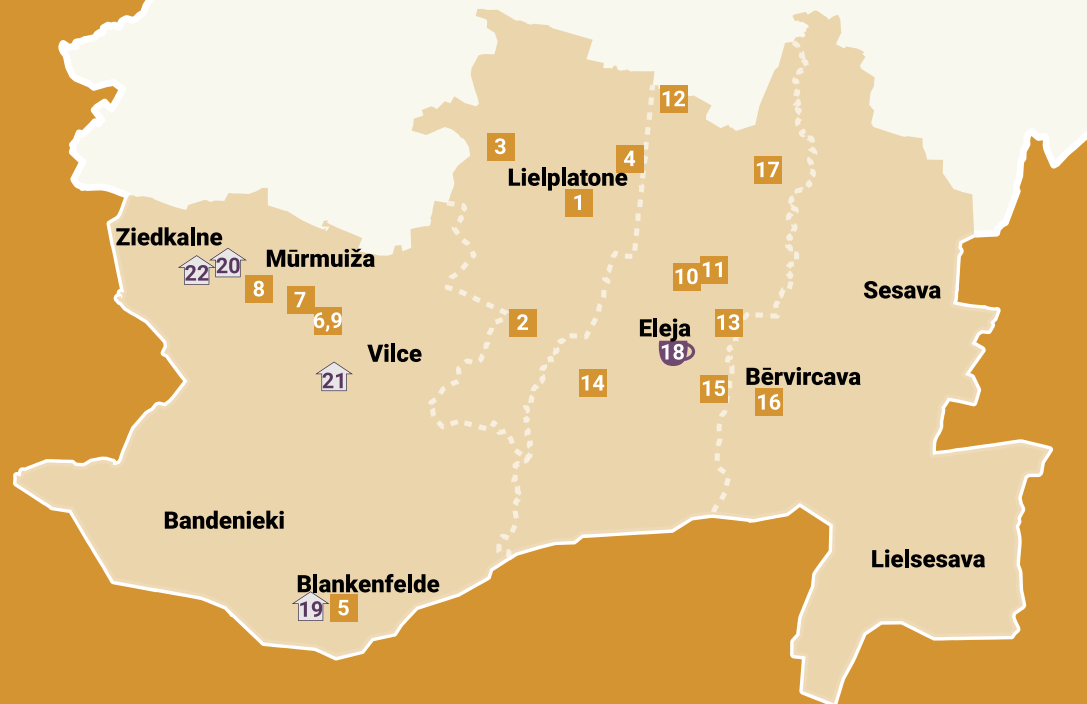 12
3
4
17
Lielplatone
1
Ziedkalne
22
20
Mūrmuiža
8
7
6,9
10
11
Sesava
2
Eleja
13
18
Vilce
21
14
15
Bērvircava
16
Bandenieki
Lielsesava
Blankenfelde
19
5